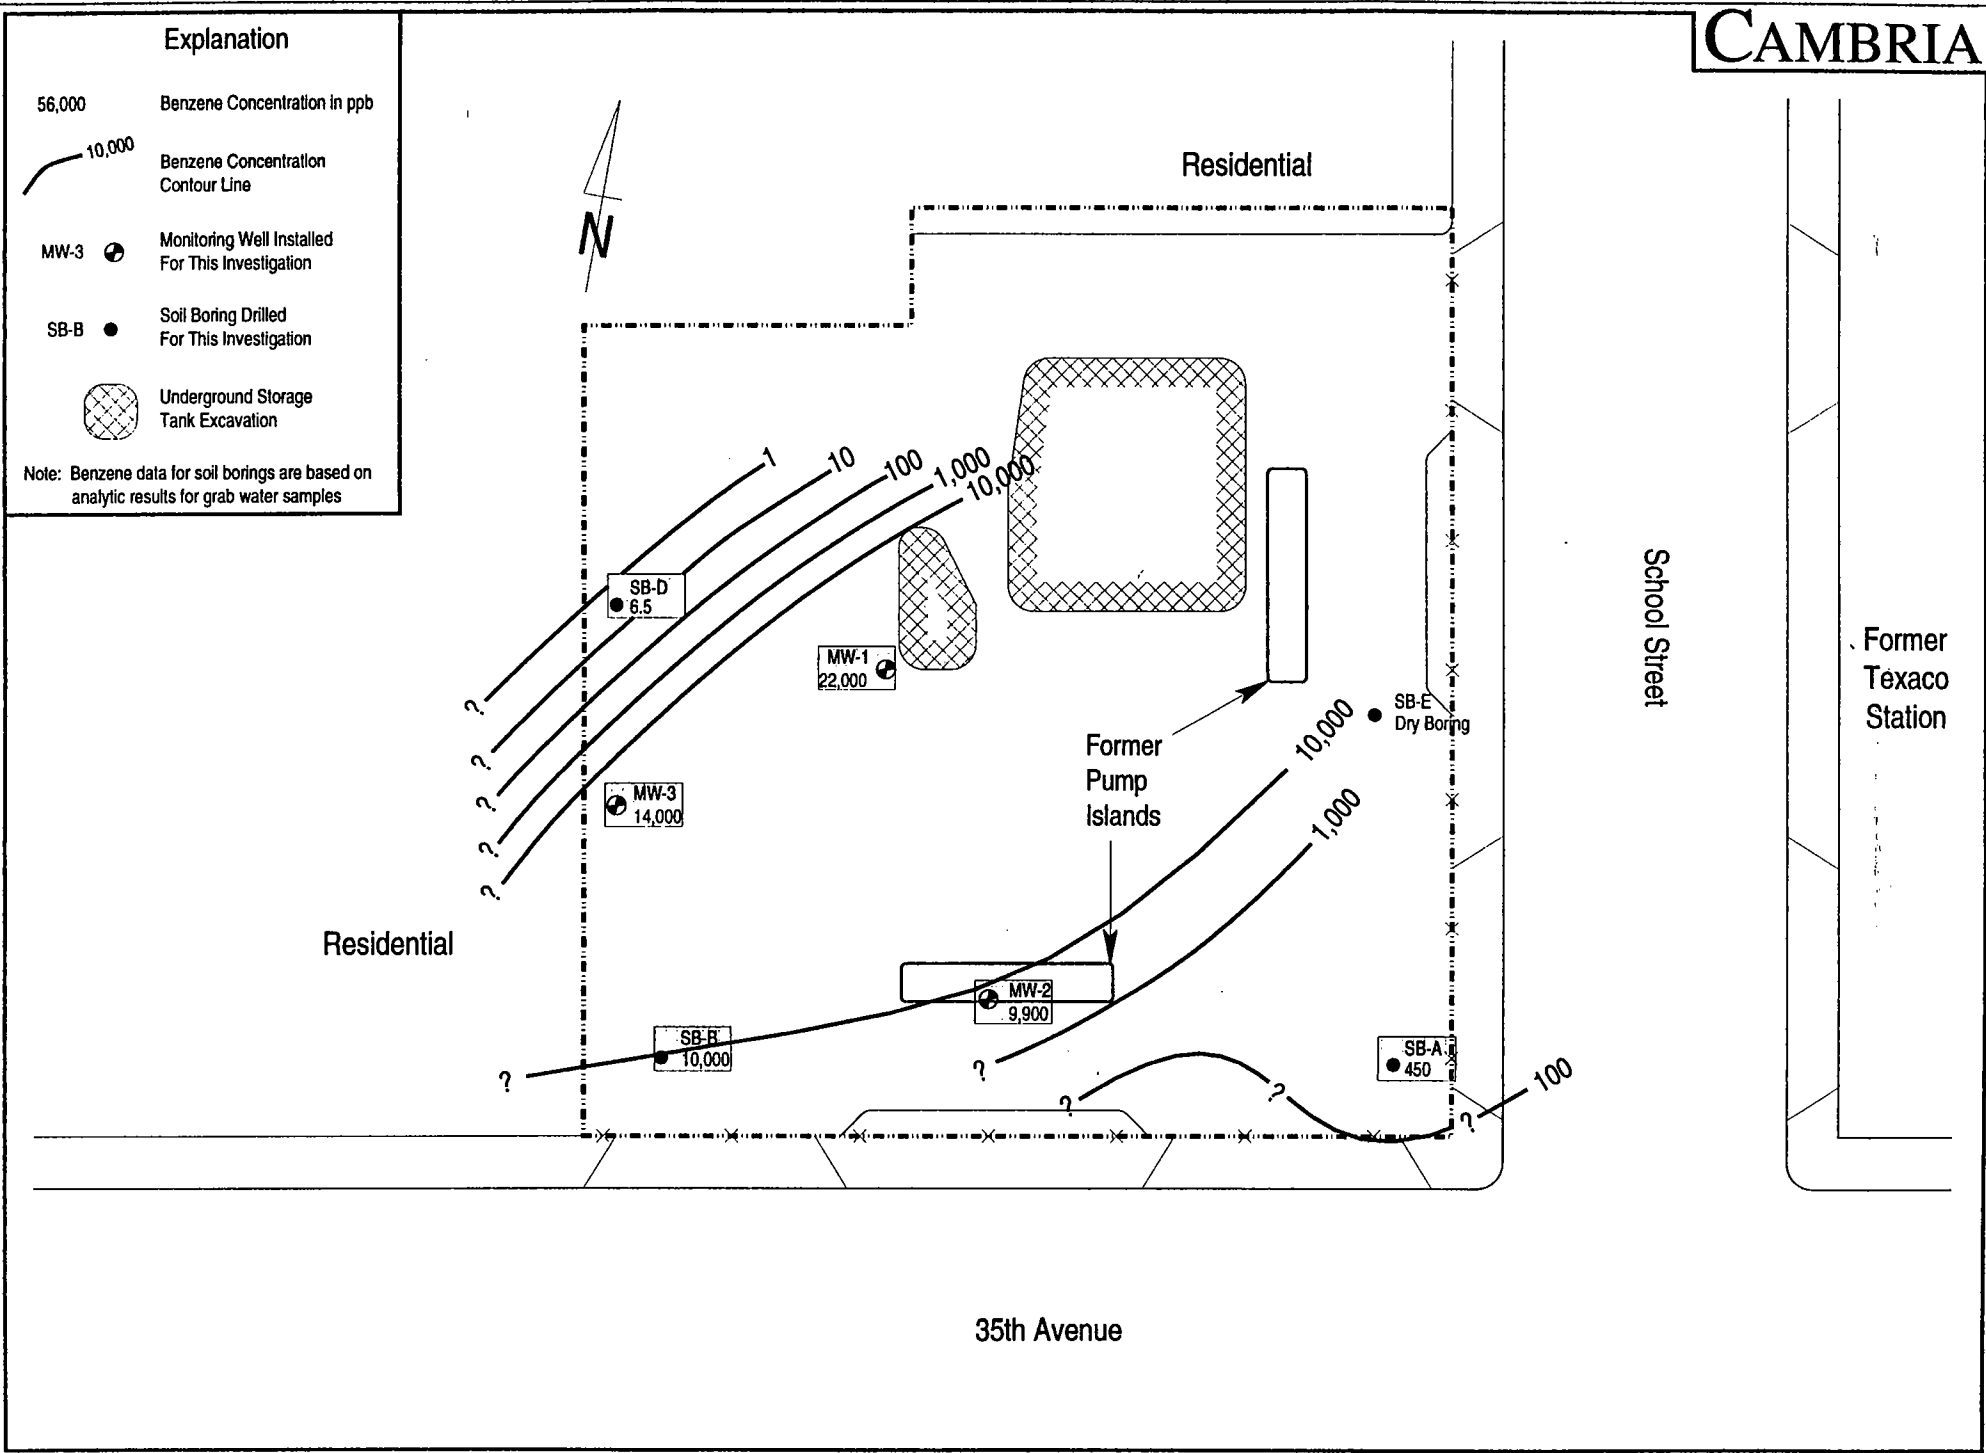 CAMBRIA
Explanation
56,000 Benzene Concentration in ppb
10,000
Benzene Concentration
Contour Line
MW-3
Monitoring Well Installed
For This Investigation
SB-B
Soil Boring Drilled
For This Investigation
Underground Storage
Tank Excavation
Note: Benzene data for soil borings are based on
analytic results for grab water samples
N
Residential
1
10
100
1,000
10,000
SB-D
6.5
MW-1
22,000
?
?
?
?
?
MW-3
14,000
School Street
Former
Texaco
Station
SB-E
Dry Boring
Former
Pump
Islands
10,000
1,000
Residential
MW-2
9,900
SB-B
10,000
?
?
?
?
?
SB-A
450
100
35th Avenue